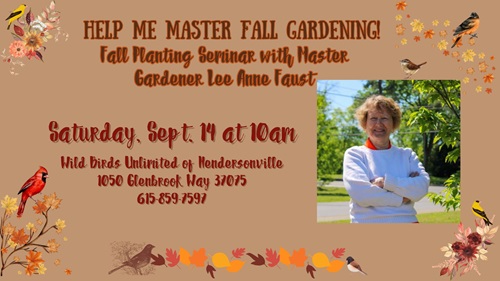 HELP ME MASTER FALL GARDENING!
Fall Planting Seminar with Master
Gardener Lee Anne Faust
Saturday, Sept. 14 at 10am
Wild Birds Unlimited of Hendersonville
1050 Glenbrook Way 37075
615-859-7597